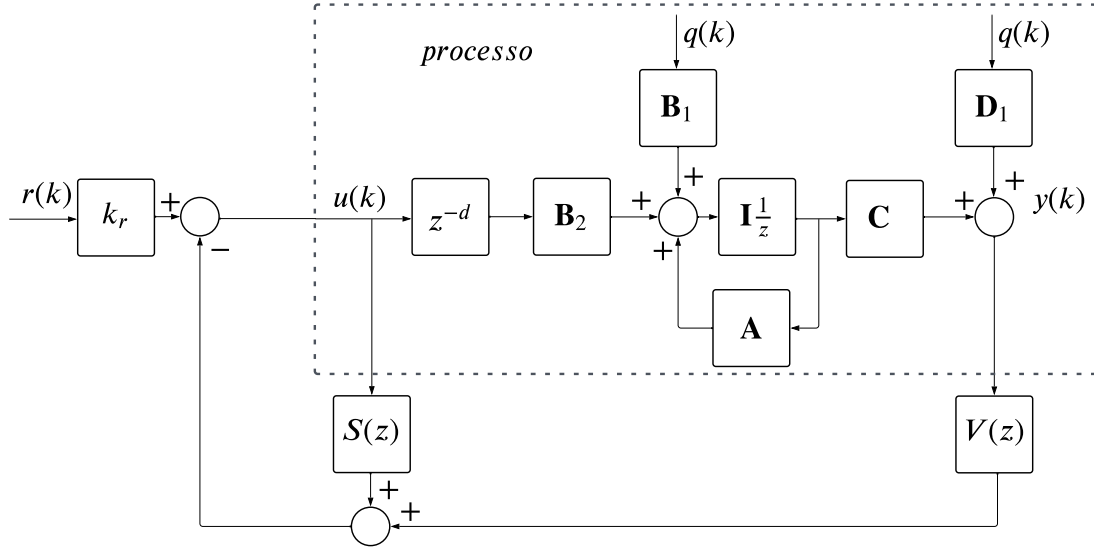 processo
q(k)
q(k)
B₁
D₁
r(k)
kᵣ
+
−
u(k)
z⁻ᵈ
B₂
+
+
+
I 1/z
C
+
+
y(k)
A
S(z)
V(z)
+
+